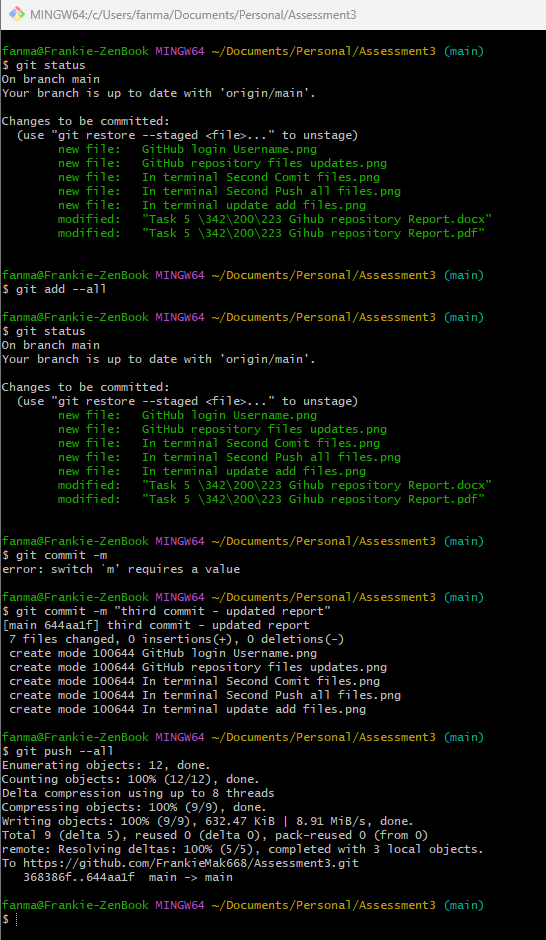 MINGW64:/c/Users/fanma/Documents/Personal/Assessment3
fanma@Frankie-ZenBook MINGW64 ~/Documents/Personal/Assessment3 (main)
$ git status
On branch main
Your branch is up to date with 'origin/main'.
Changes to be committed:
(use "git restore --staged <file>..." to unstage)
new file: GitHub login Username.png
new file: GitHub repository files updates.png
new file: In terminal Second Comit files.png
new file: In terminal Second Push all files.png
new file: In terminal update add files.png
modified: "Task 5 \342\200\223 Gihub repository Report.docx"
modified: "Task 5 \342\200\223 Gihub repository Report.pdf"
fanma@Frankie-ZenBook MINGW64 ~/Documents/Personal/Assessment3 (main)
$ git add --all
fanma@Frankie-ZenBook MINGW64 ~/Documents/Personal/Assessment3 (main)
$ git status
On branch main
Your branch is up to date with 'origin/main'.
Changes to be committed:
(use "git restore --staged <file>..." to unstage)
new file: GitHub login Username.png
new file: GitHub repository files updates.png
new file: In terminal Second Comit files.png
new file: In terminal Second Push all files.png
new file: In terminal update add files.png
modified: "Task 5 \342\200\223 Gihub repository Report.docx"
modified: "Task 5 \342\200\223 Gihub repository Report.pdf"
fanma@Frankie-ZenBook MINGW64 ~/Documents/Personal/Assessment3 (main)
$ git commit -m
error: switch `m' requires a value
fanma@Frankie-ZenBook MINGW64 ~/Documents/Personal/Assessment3 (main)
$ git commit -m "third commit - updated report"
[main 644aa1f] third commit - updated report
7 files changed, 0 insertions(+), 0 deletions(-)
create mode 100644 GitHub login Username.png
create mode 100644 GitHub repository files updates.png
create mode 100644 In terminal Second Comit files.png
create mode 100644 In terminal Second Push all files.png
create mode 100644 In terminal update add files.png
fanma@Frankie-ZenBook MINGW64 ~/Documents/Personal/Assessment3 (main)
$ git push --all
Enumerating objects: 12, done.
Counting objects: 100% (12/12), done.
Delta compression using up to 8 threads
Compressing objects: 100% (9/9), done.
Writing objects: 100% (9/9), 632.47 KiB | 8.91 MiB/s, done.
Total 9 (delta 5), reused 0 (delta 0), pack-reused 0 (from 0)
remote: Resolving deltas: 100% (5/5), completed with 3 local objects.
To https://github.com/FrankieMak668/Assessment3.git
368386f..644aa1f main -> main
fanma@Frankie-ZenBook MINGW64 ~/Documents/Personal/Assessment3 (main)
$